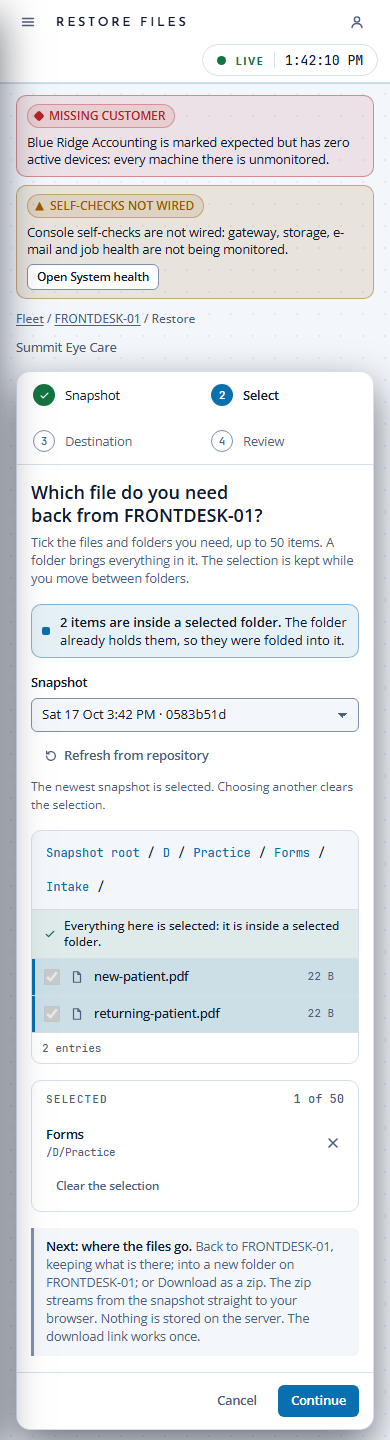 RESTORE FILES
LIVE 1:42:10 PM
MISSING CUSTOMER
Blue Ridge Accounting is marked expected but has zero
active devices: every machine there is unmonitored.
SELF-CHECKS NOT WIRED
Console self-checks are not wired: gateway, storage, e-
mail and job health are not being monitored.
Open System health
Fleet / FRONTDESK-01 / Restore
Summit Eye Care
Snapshot
2 Select
3 Destination
4 Review
Which file do you need
back from FRONTDESK-01?
Tick the files and folders you need, up to 50 items. A
folder brings everything in it. The selection is kept while
you move between folders.
2 items are inside a selected folder. The folder
already holds them, so they were folded into it.
Snapshot
Sat 17 Oct 3:42 PM · 0583b51d
Refresh from repository
The newest snapshot is selected. Choosing another clears
the selection.
Snapshot root / D / Practice / Forms /
Intake /
Everything here is selected: it is inside a selected
folder.
new-patient.pdf 22 B
returning-patient.pdf 22 B
2 entries
SELECTED 1 of 50
Forms
/D/Practice
Clear the selection
Next: where the files go. Back to FRONTDESK-01,
keeping what is there; into a new folder on
FRONTDESK-01; or Download as a zip. The zip
streams from the snapshot straight to your
browser. Nothing is stored on the server. The
download link works once.
Cancel Continue